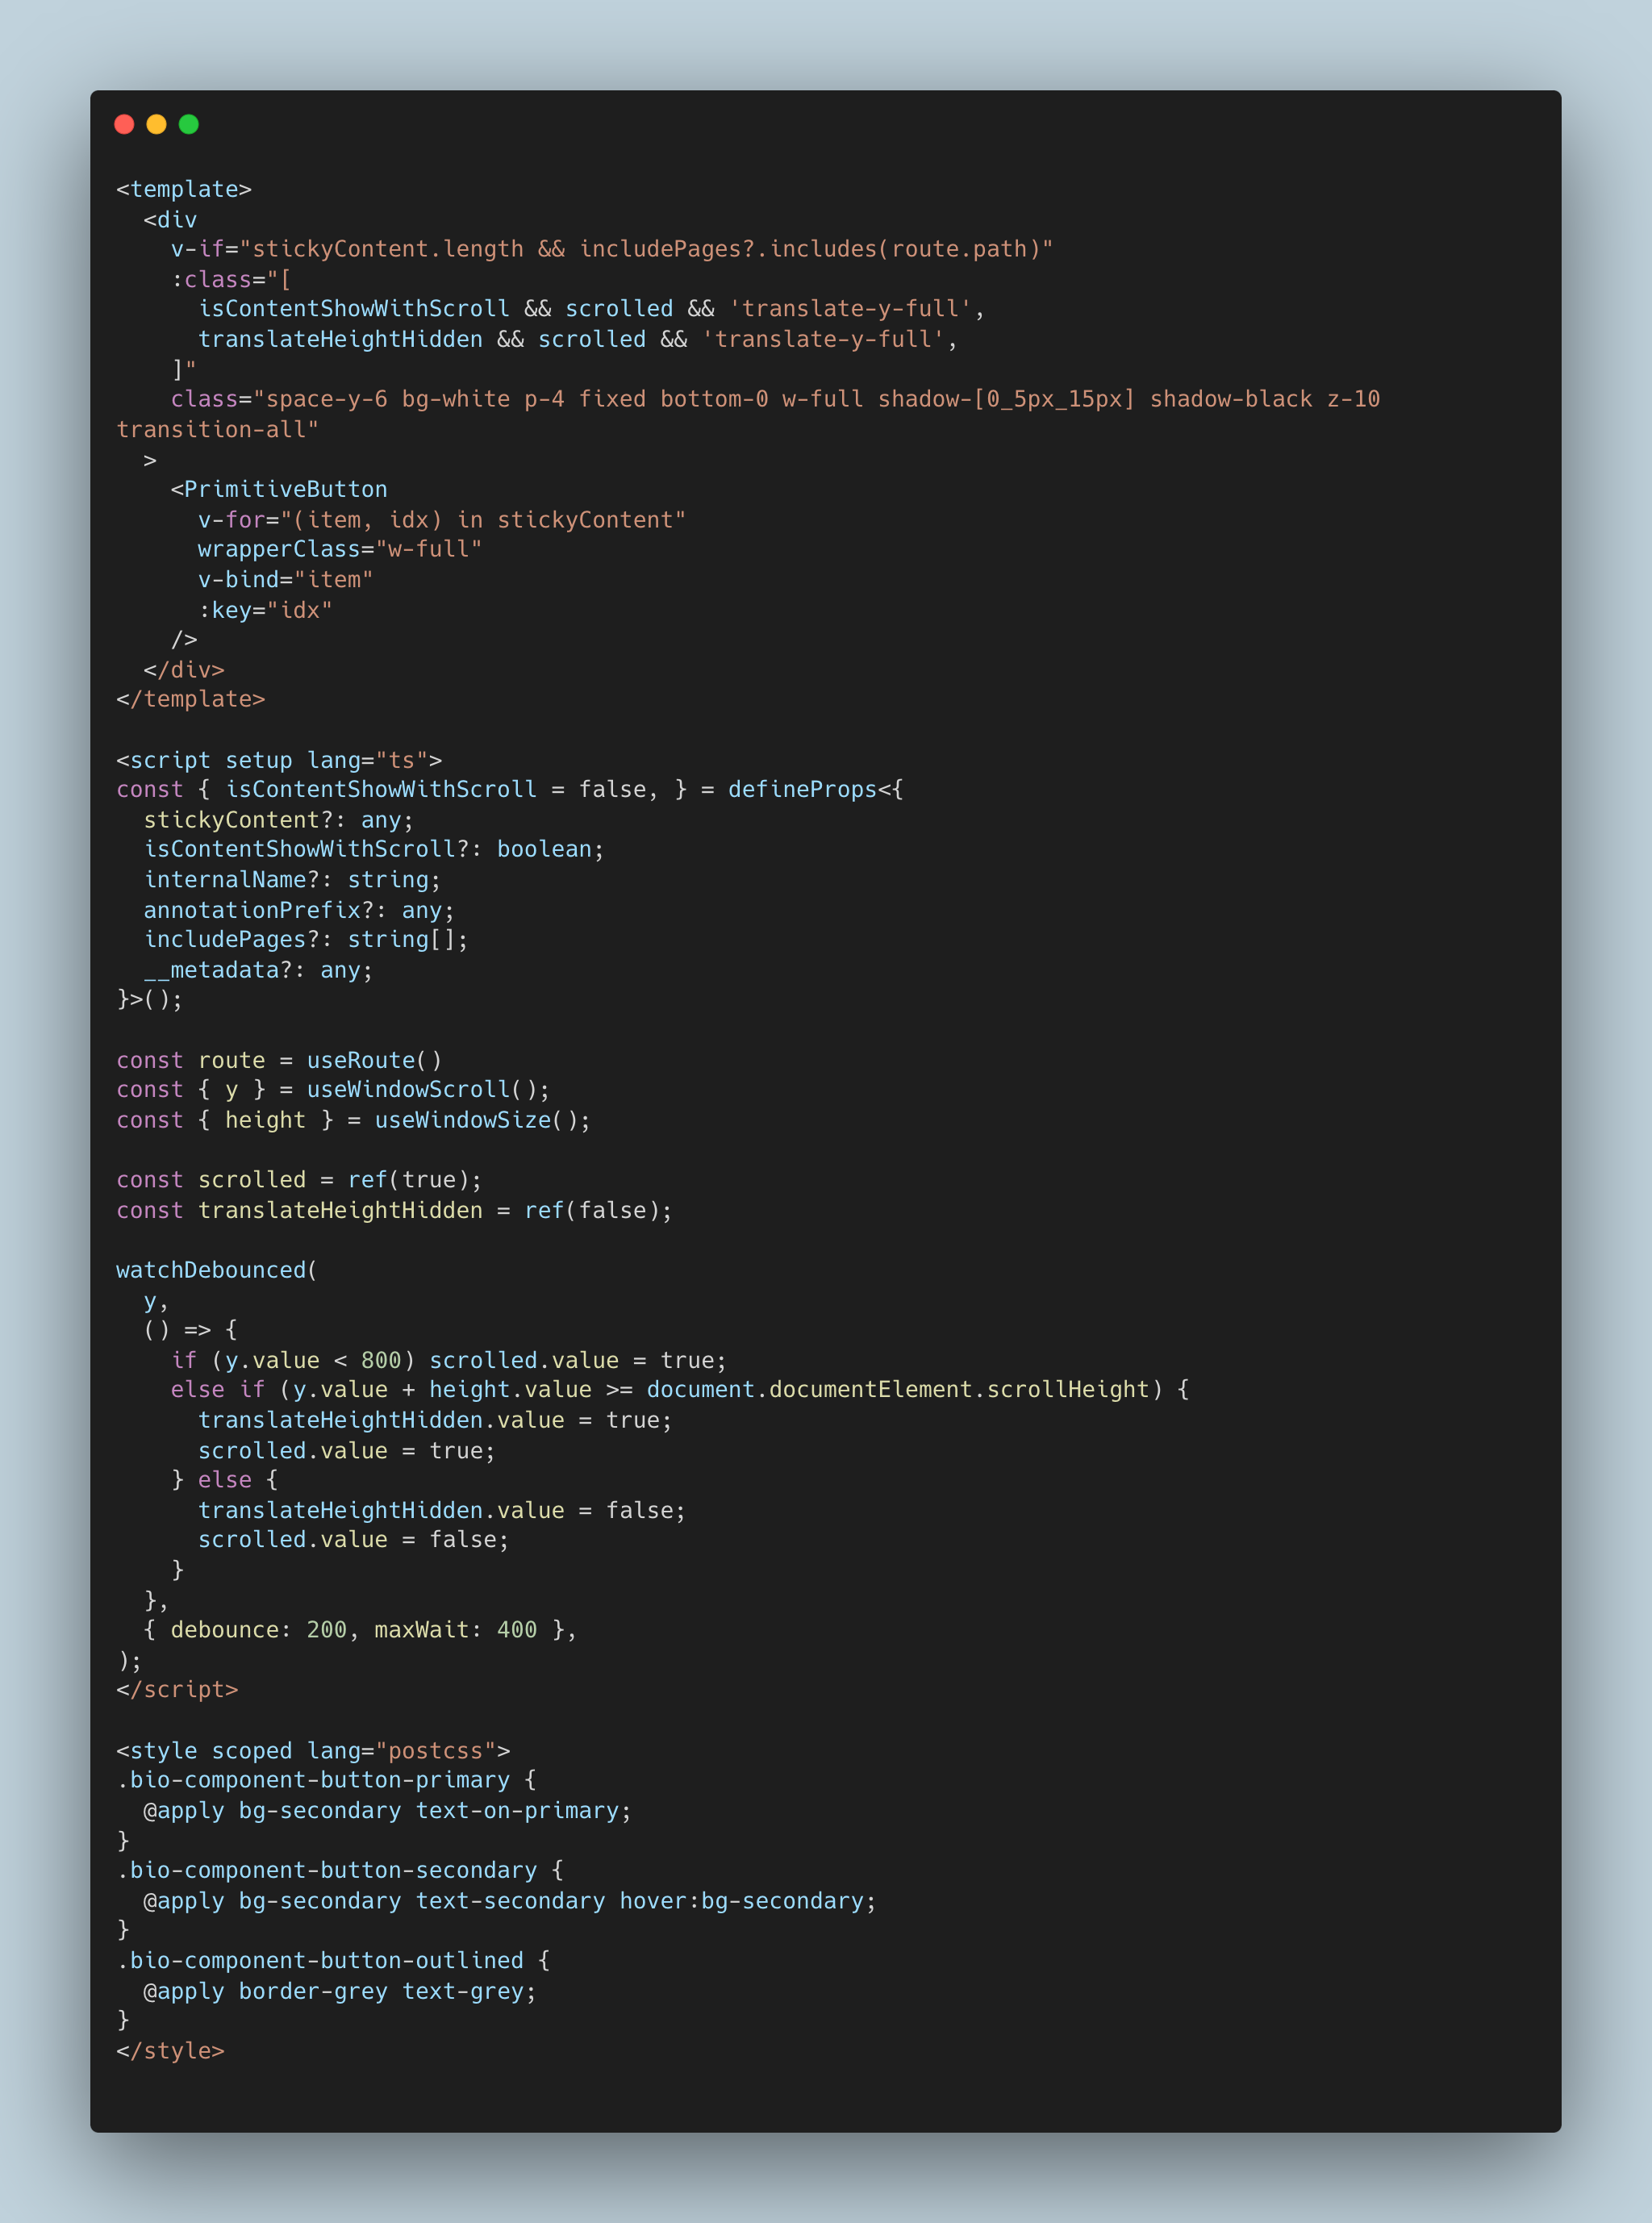 <template>
  <div
    v-if="stickyContent.length && includePages?.includes(route.path)"
    :class="[
      isContentShowWithScroll && scrolled && 'translate-y-full',
      translateHeightHidden && scrolled && 'translate-y-full',
    ]"
    class="space-y-6 bg-white p-4 fixed bottom-0 w-full shadow-[0_5px_15px] shadow-black z-10
transition-all"
  >
    <PrimitiveButton
      v-for="(item, idx) in stickyContent"
      wrapperClass="w-full"
      v-bind="item"
      :key="idx"
    />
  </div>
</template>

<script setup lang="ts">
const { isContentShowWithScroll = false, } = defineProps<{
  stickyContent?: any;
  isContentShowWithScroll?: boolean;
  internalName?: string;
  annotationPrefix?: any;
  includePages?: string[];
  __metadata?: any;
}>();

const route = useRoute()
const { y } = useWindowScroll();
const { height } = useWindowSize();

const scrolled = ref(true);
const translateHeightHidden = ref(false);

watchDebounced(
  y,
  () => {
    if (y.value < 800) scrolled.value = true;
    else if (y.value + height.value >= document.documentElement.scrollHeight) {
      translateHeightHidden.value = true;
      scrolled.value = true;
    } else {
      translateHeightHidden.value = false;
      scrolled.value = false;
    }
  },
  { debounce: 200, maxWait: 400 },
);
</script>

<style scoped lang="postcss">
.bio-component-button-primary {
  @apply bg-secondary text-on-primary;
}
.bio-component-button-secondary {
  @apply bg-secondary text-secondary hover:bg-secondary;
}
.bio-component-button-outlined {
  @apply border-grey text-grey;
}
</style>